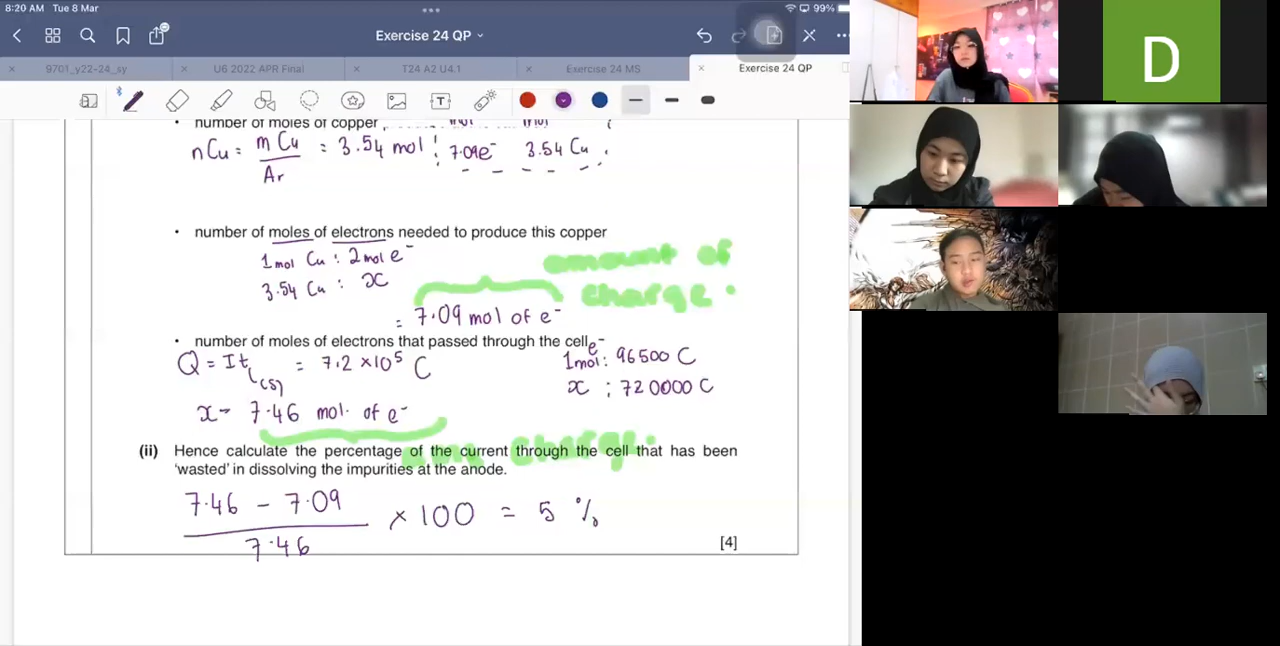 8:20 AM Tue 8 Mar
99%
Exercise 24 QP
9701_y22-24_sy
U6 2022 APR Final
T24 A2 U4.1
Exercise 24 MS
Exercise 24 QP
T
D
• number of moles of copper
nCu = mCu / Ar = 3.54 mol
7.09e⁻ 3.54 Cu
• number of moles of electrons needed to produce this copper
1mol Cu : 2mol e⁻
3.54 Cu : x
amount of
charge.
= 7.09 mol of e⁻
• number of moles of electrons that passed through the cell
Q = It = 7.2 × 10⁵ C
(s)
e⁻
1mol : 96500 C
x : 720000 C
x = 7.46 mol. of e⁻
charge.
(ii) Hence calculate the percentage of the current through the cell that has been
'wasted' in dissolving the impurities at the anode.
7.46 − 7.09 / 7.46 × 100 = 5 %
[4]